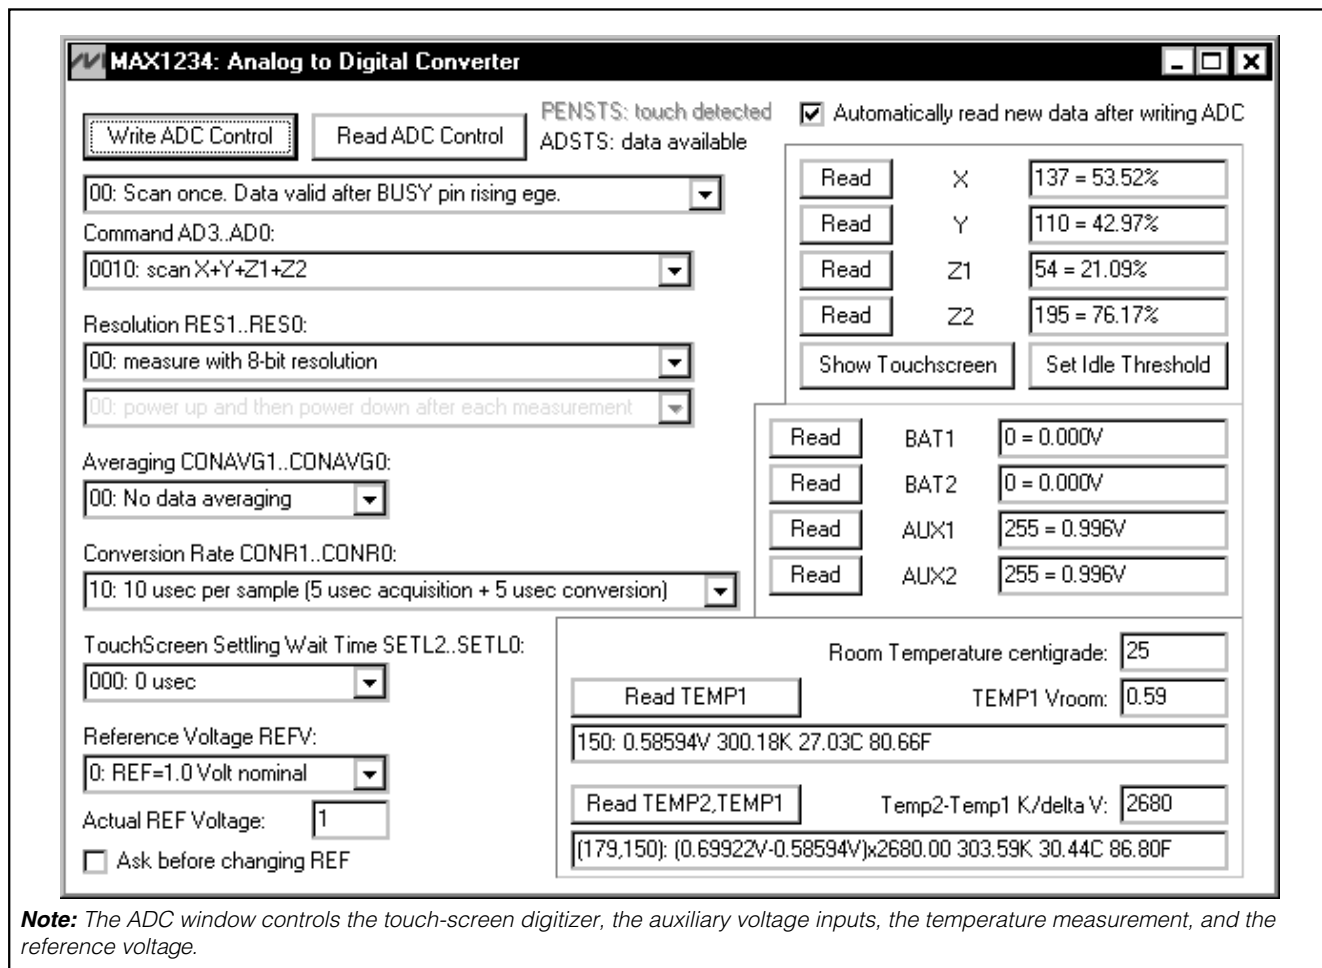 MAX1234: Analog to Digital Converter
Write ADC Control
Read ADC Control
PENSTS: touch detected
ADSTS: data available
Automatically read new data after writing ADC
00: Scan once. Data valid after BUSY pin rising ege.
Command AD3..AD0:
0010: scan X+Y+Z1+Z2
Resolution RES1..RES0:
00: measure with 8-bit resolution
00: power up and then power down after each measurement
Averaging CONAVG1..CONAVG0:
00: No data averaging
Conversion Rate CONR1..CONR0:
10: 10 usec per sample (5 usec acquisition + 5 usec conversion)
TouchScreen Settling Wait Time SETL2..SETL0:
000: 0 usec
Reference Voltage REFV:
0: REF=1.0 Volt nominal
Actual REF Voltage: 1
Ask before changing REF
Read X 137 = 53.52%
Read Y 110 = 42.97%
Read Z1 54 = 21.09%
Read Z2 195 = 76.17%
Show Touchscreen Set Idle Threshold
Read BAT1 0 = 0.000V
Read BAT2 0 = 0.000V
Read AUX1 255 = 0.996V
Read AUX2 255 = 0.996V
Room Temperature centigrade: 25
Read TEMP1 TEMP1 Vroom: 0.59
150: 0.58594V 300.18K 27.03C 80.66F
Read TEMP2,TEMP1 Temp2-Temp1 K/delta V: 2680
(179,150): (0.69922V-0.58594V)x2680.00 303.59K 30.44C 86.80F
Note: The ADC window controls the touch-screen digitizer, the auxiliary voltage inputs, the temperature measurement, and the
reference voltage.